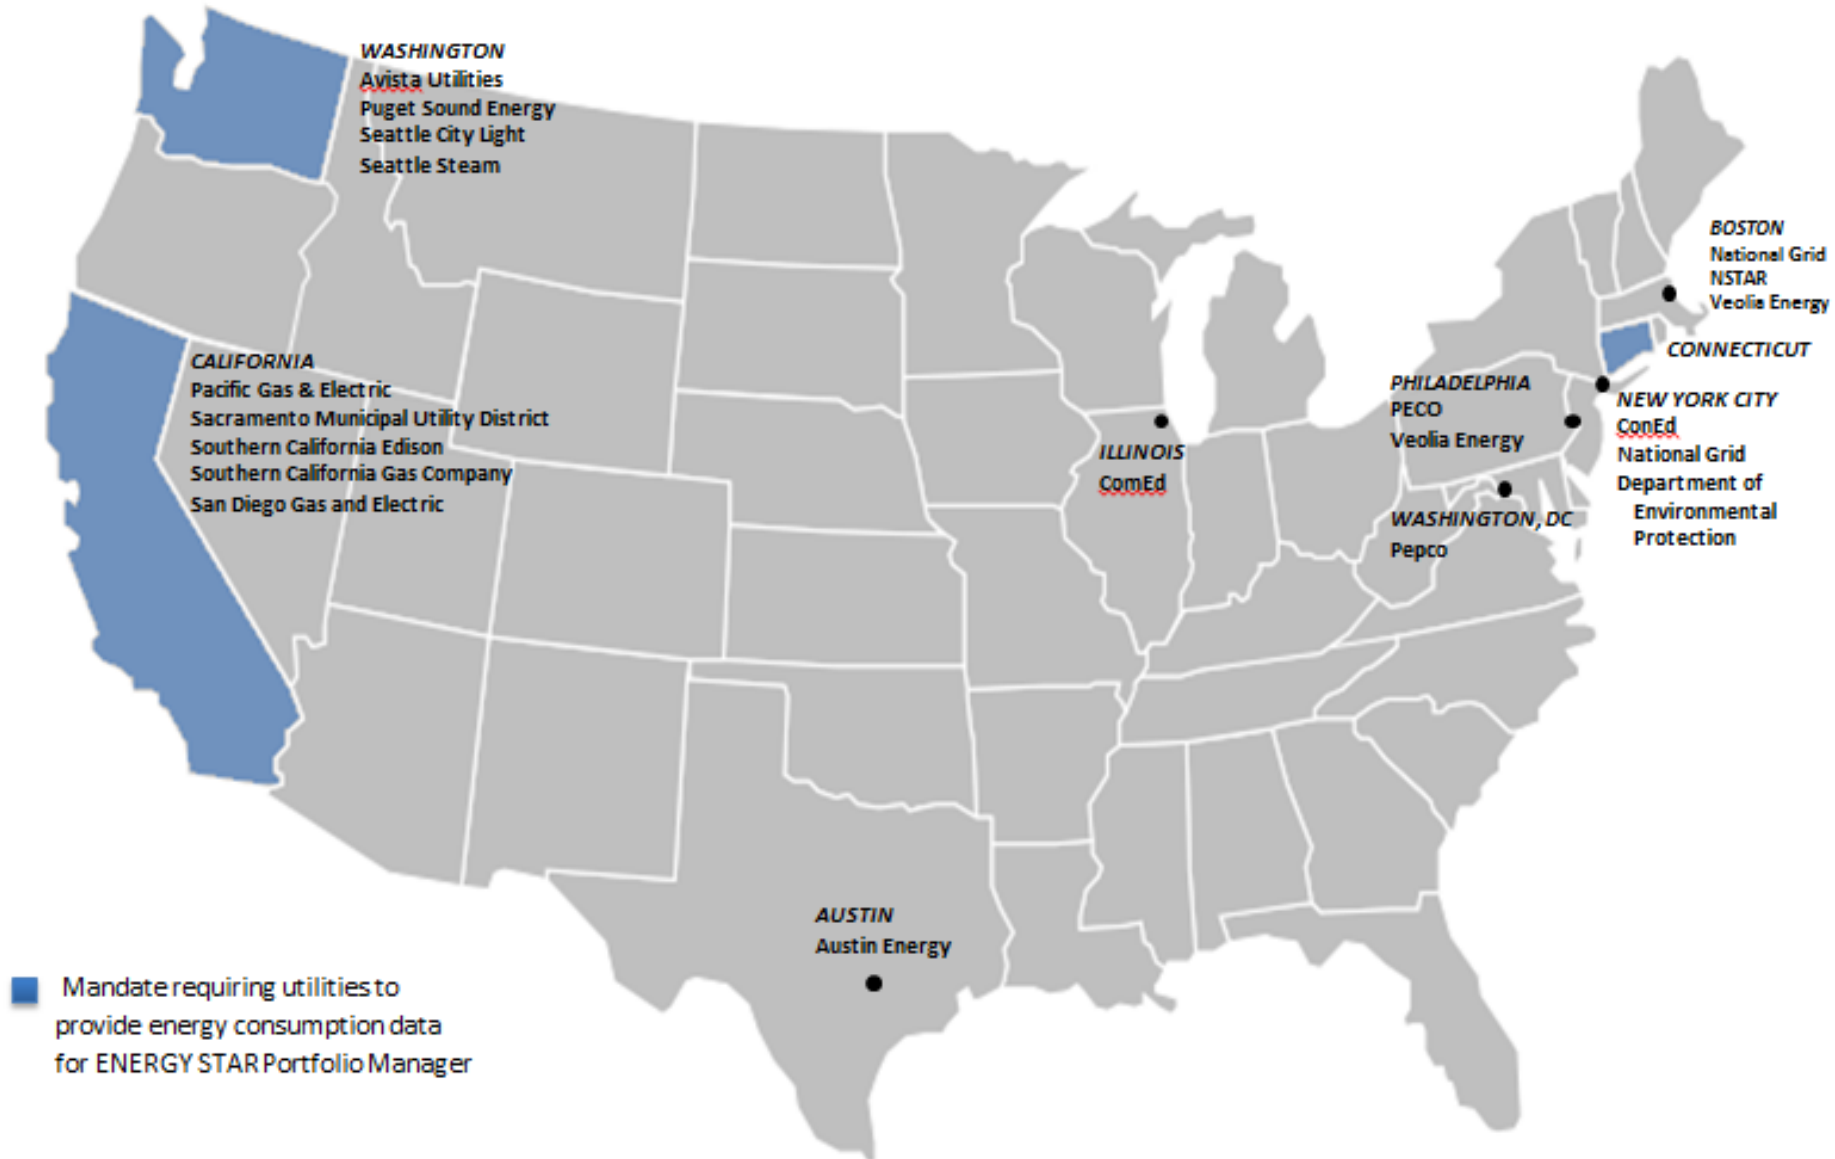 WASHINGTON
Avista Utilities
Puget Sound Energy
Seattle City Light
Seattle Steam
BOSTON
National Grid
NSTAR
Veolia Energy
CONNECTICUT
CALIFORNIA
Pacific Gas & Electric
Sacramento Municipal Utility District
Southern California Edison
Southern California Gas Company
San Diego Gas and Electric
PHILADELPHIA
PECO
Veolia Energy
NEW YORK CITY
ConEd
National Grid
Department of
Environmental
Protection
ILLINOIS
ComEd
WASHINGTON, DC
Pepco
AUSTIN
Austin Energy
Mandate requiring utilities to
provide energy consumption data
for ENERGY STAR Portfolio Manager